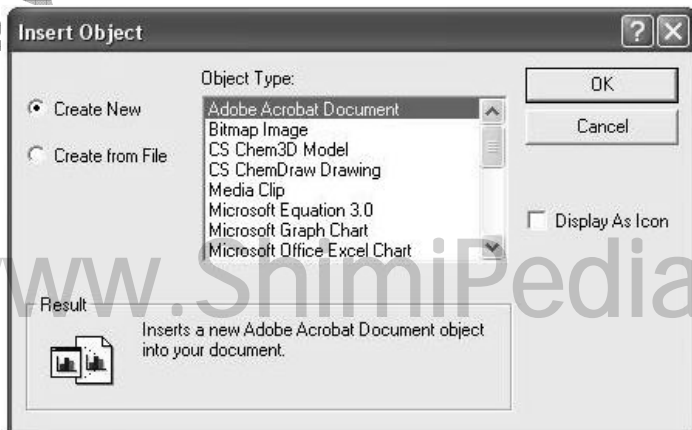 Insert Object
Object Type:
Create New
Create from File
Adobe Acrobat Document
Bitmap Image
CS Chem3D Model
CS ChemDraw Drawing
Media Clip
Microsoft Equation 3.0
Microsoft Graph Chart
Microsoft Office Excel Chart
OK
Cancel
Display As Icon
www.ShimiPedia
Result
Inserts a new Adobe Acrobat Document object
into your document.